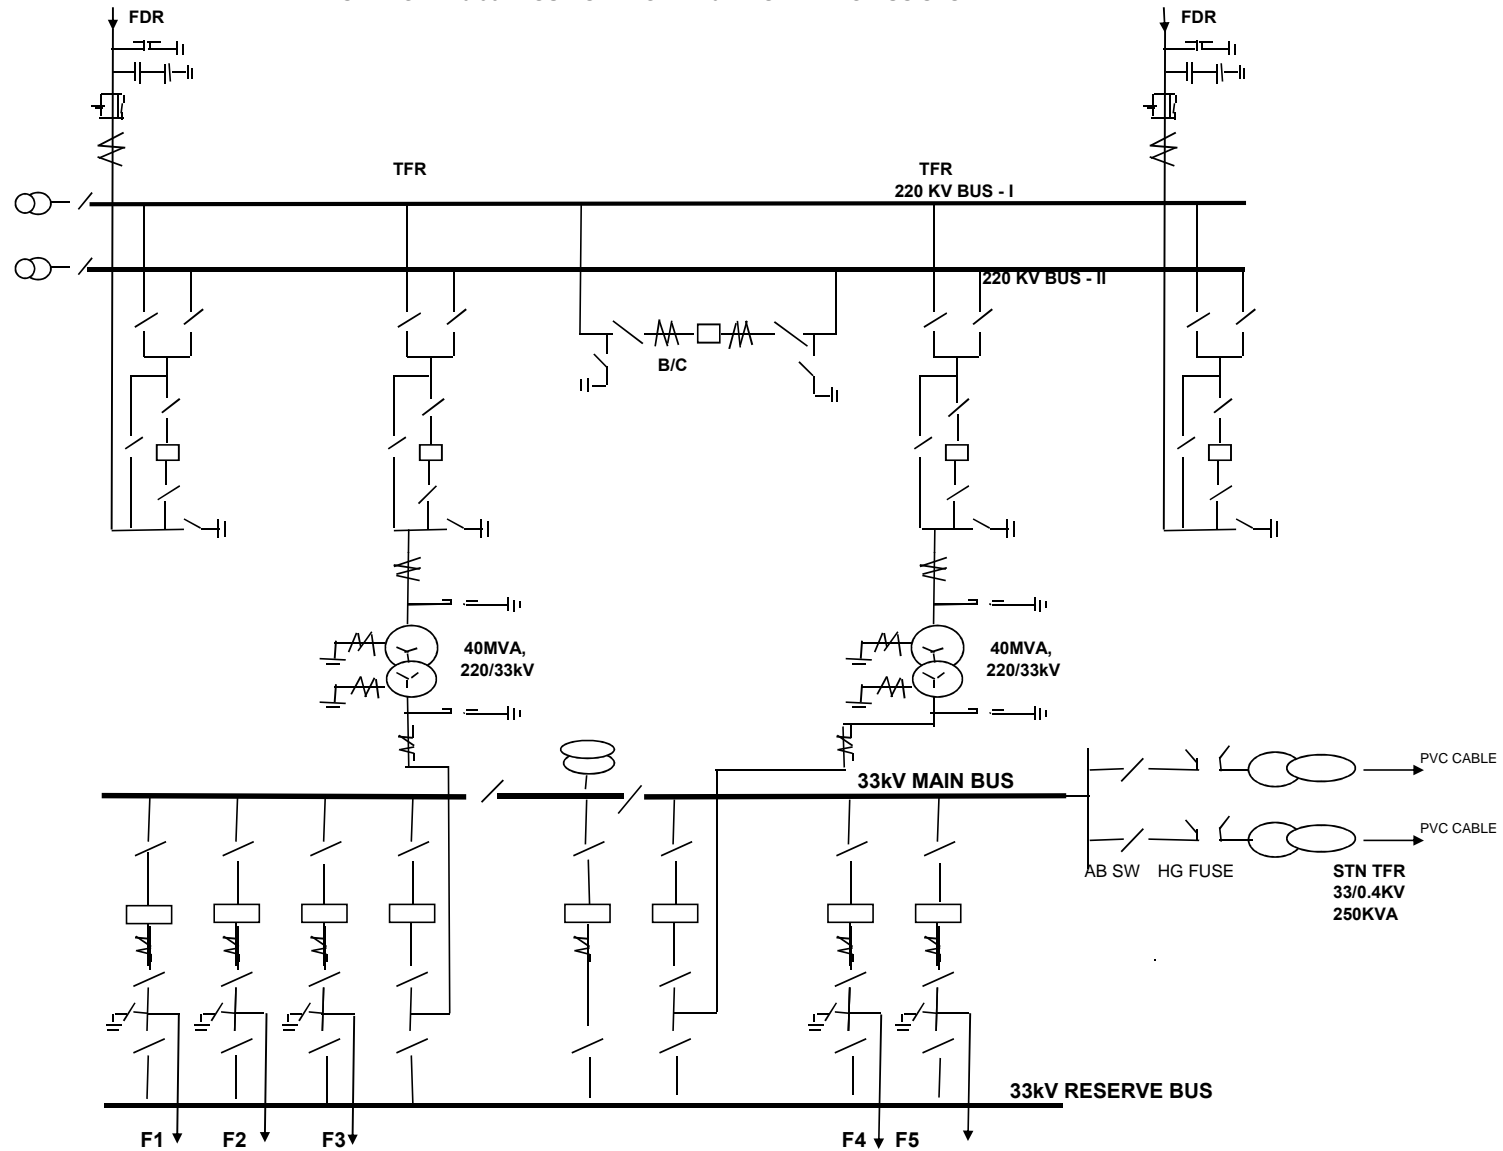 FDR
FDR
TFR
TFR
220 KV BUS - I
220 KV BUS - II
B/C
40MVA,
220/33kV
40MVA,
220/33kV
33kV MAIN BUS
PVC CABLE
PVC CABLE
AB SW
HG FUSE
STN TFR
33/0.4KV
250KVA
33kV RESERVE BUS
F1
F2
F3
F4
F5